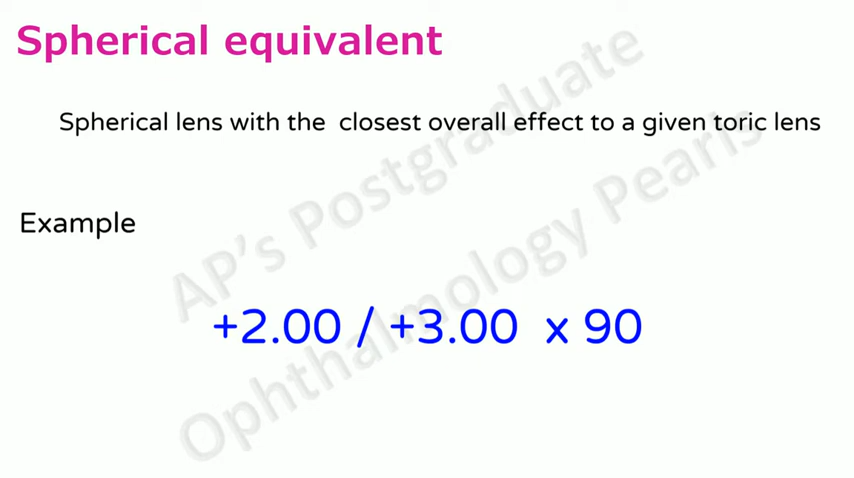 Spherical equivalent
Spherical lens with the closest overall effect to a given toric lens
Example
+2.00 / +3.00 x 90
AP's Postgraduate
Ophthalmology Pearls